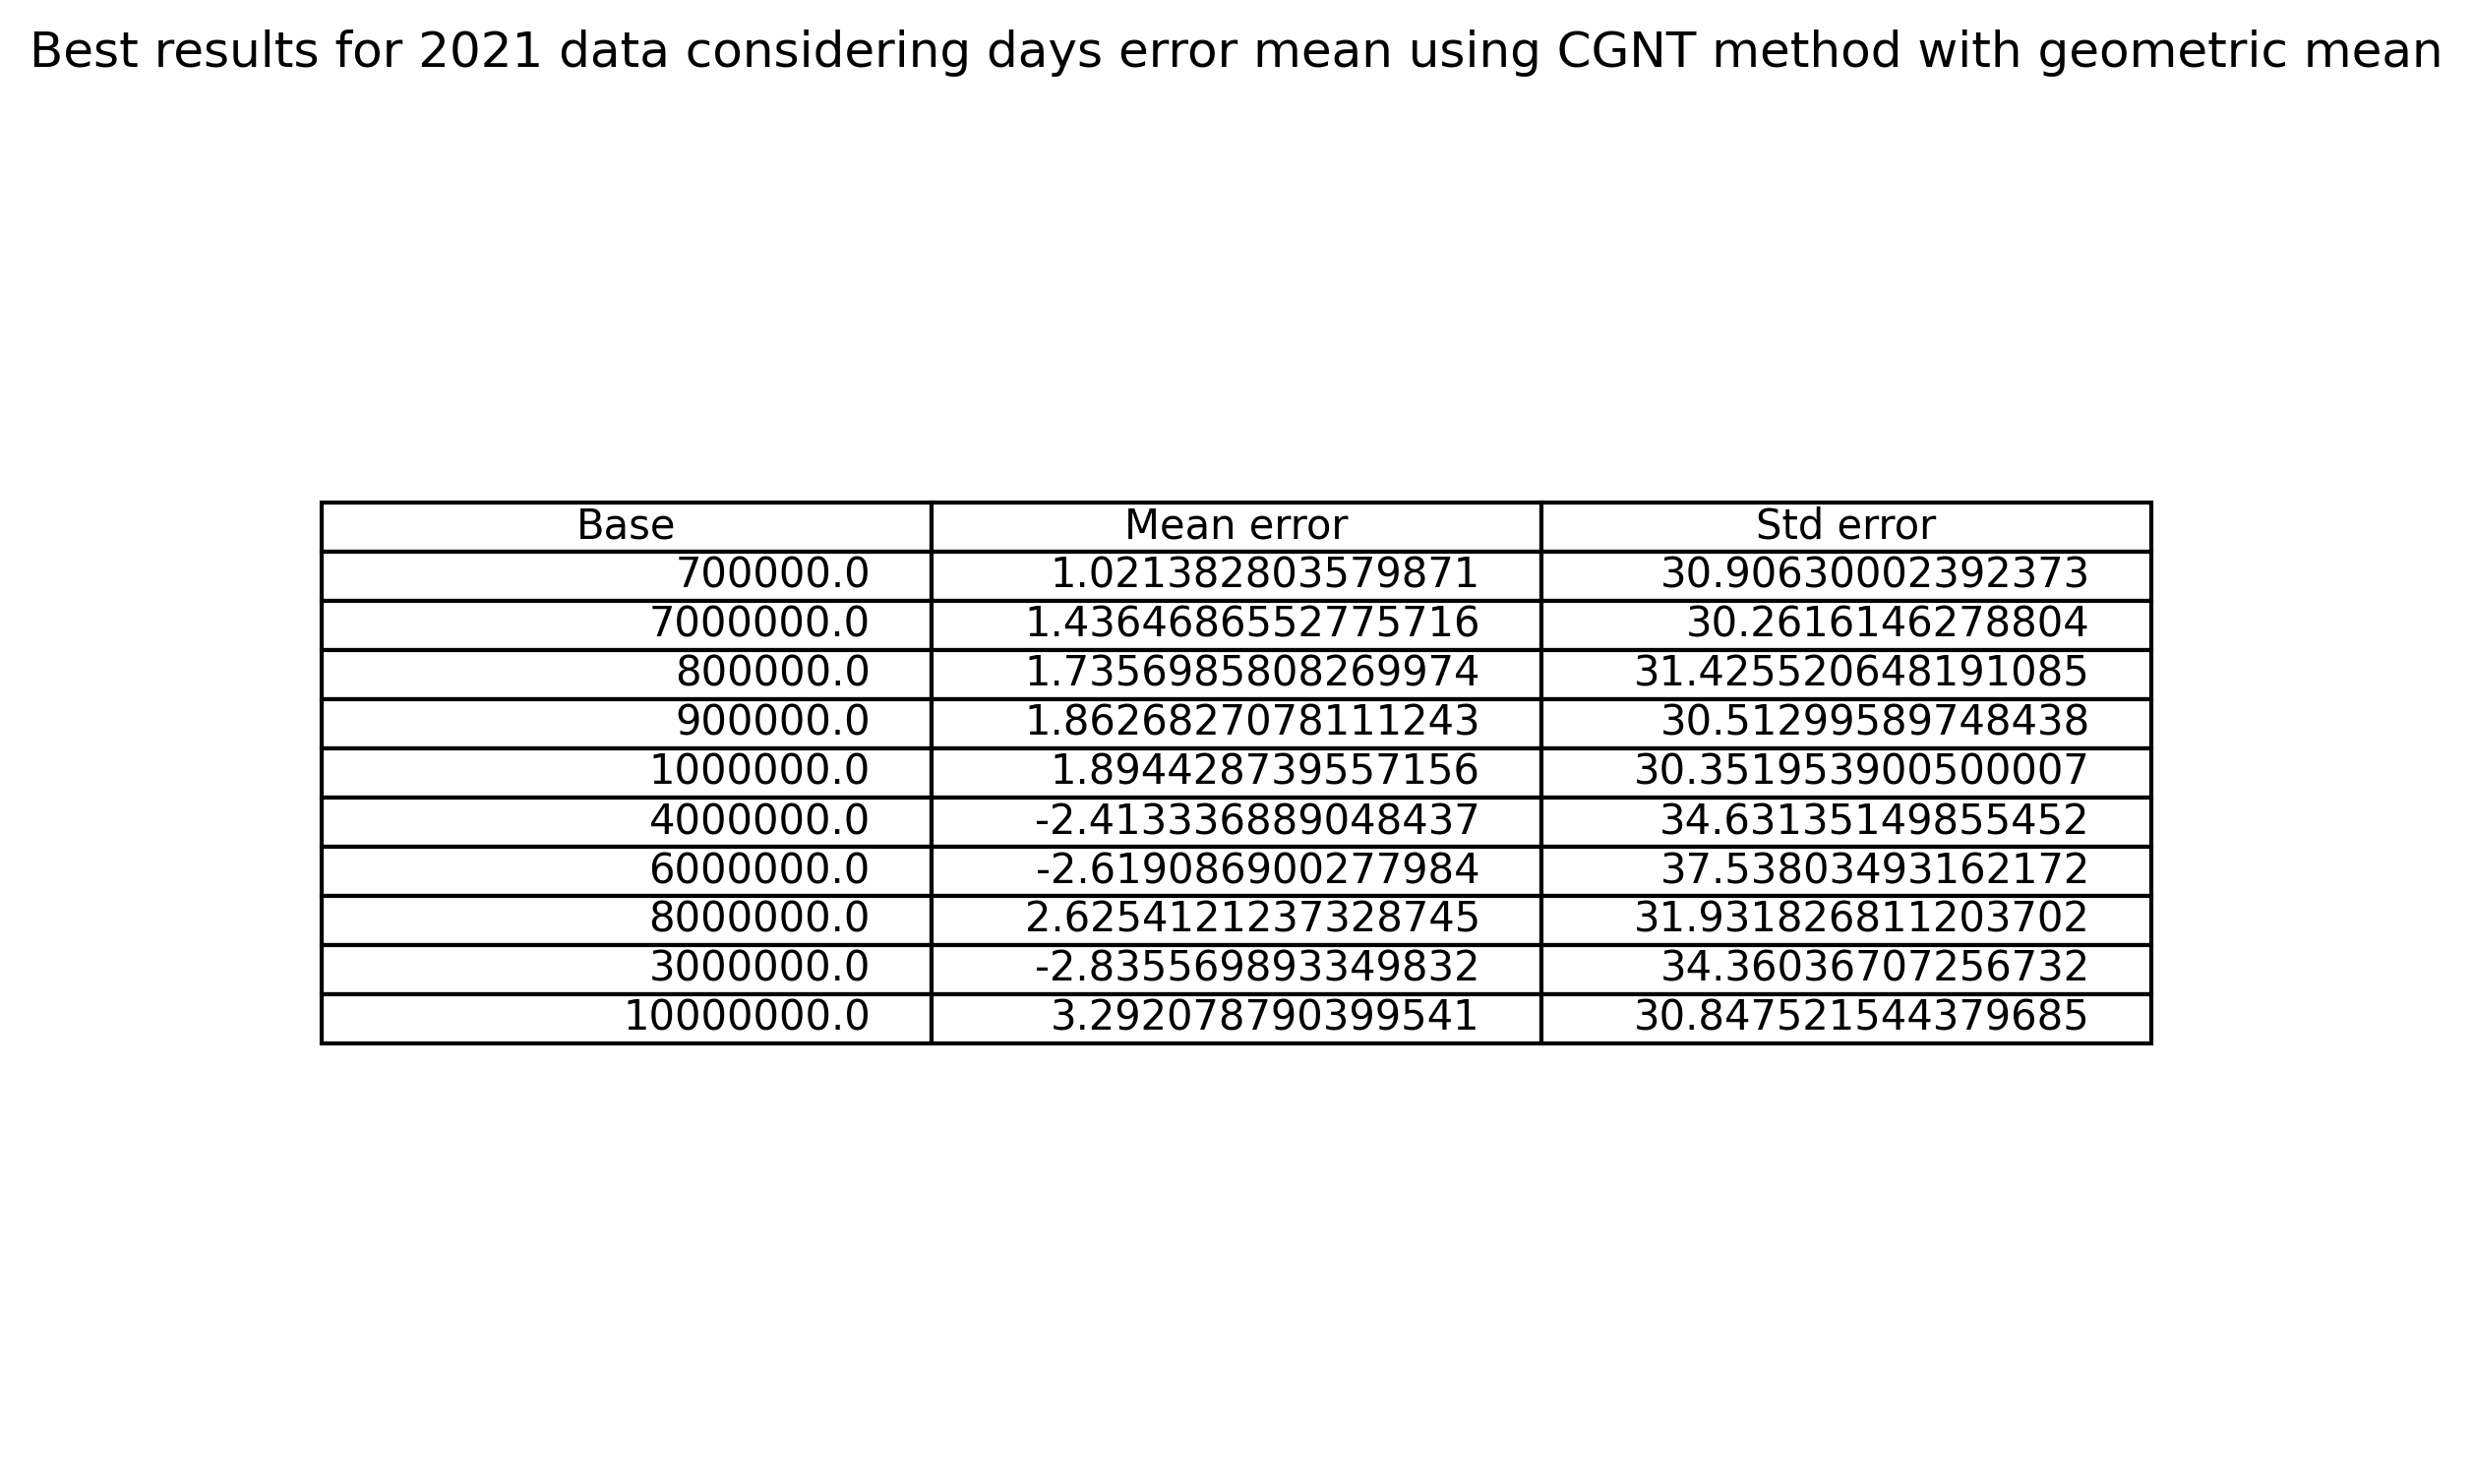 Best results for 2021 data considering days error mean using CGNT method with geometric mean
Base Mean error Std error
700000.0 1.021382803579871 30.90630002392373
7000000.0 1.4364686552775716 30.2616146278804
800000.0 1.7356985808269974 31.425520648191085
900000.0 1.8626827078111243 30.51299589748438
1000000.0 1.894428739557156 30.351953900500007
4000000.0 -2.413336889048437 34.63135149855452
6000000.0 -2.619086900277984 37.53803493162172
8000000.0 2.6254121237328745 31.931826811203702
3000000.0 -2.835569893349832 34.36036707256732
10000000.0 3.292078790399541 30.847521544379685